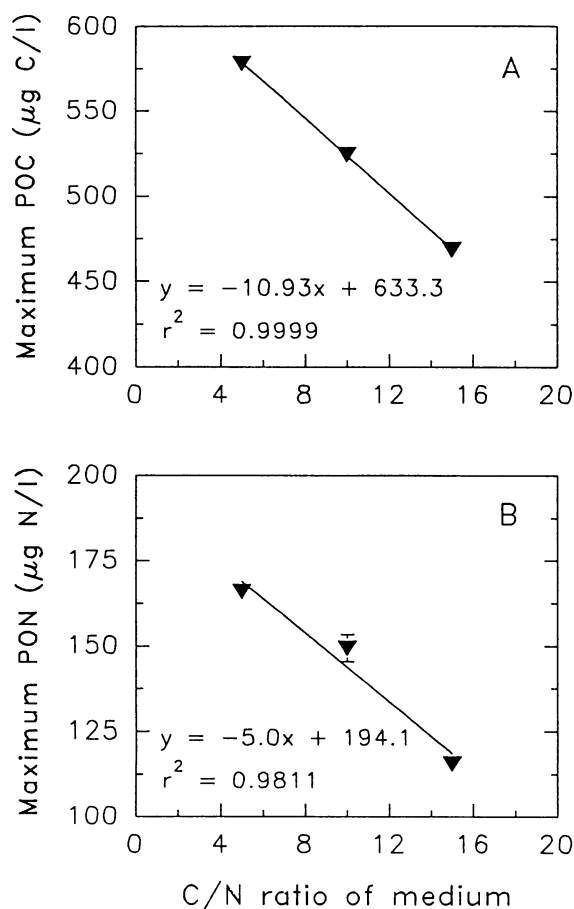 Maximum POC (μg C/l)
600
550
500
450
400
A
y = −10.93x + 633.3
r² = 0.9999
0 4 8 12 16 20
Maximum PON (μg N/l)
200
175
150
125
100
B
y = −5.0x + 194.1
r² = 0.9811
0 4 8 12 16 20
C/N ratio of medium